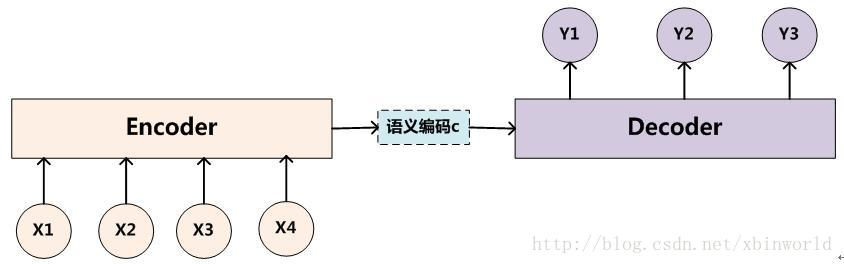 Y1 Y2 Y3
Encoder 语义编码c Decoder
X1 X2 X3 X4
http://blog.csdn.net/xbinworld